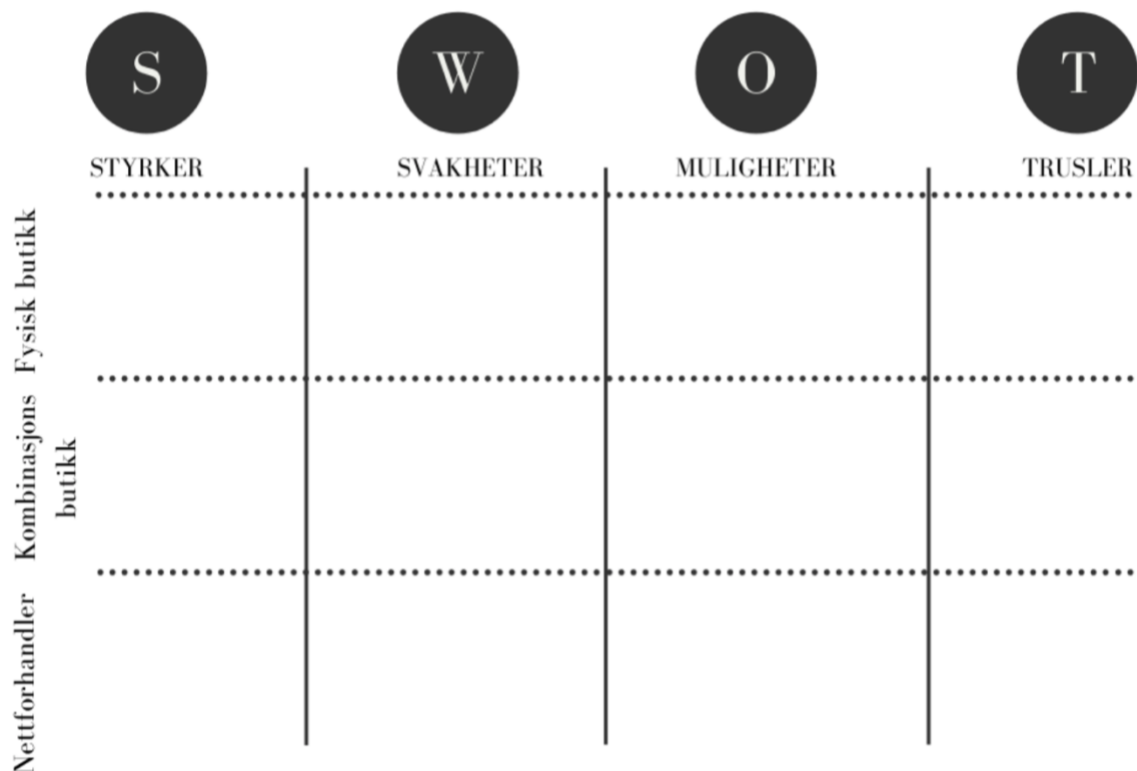 S
W
O
T
STYRKER
SVAKHETER
MULIGHETER
TRUSLER
Fysisk butikk
Kombinasjons
butikk
Nettforhandler